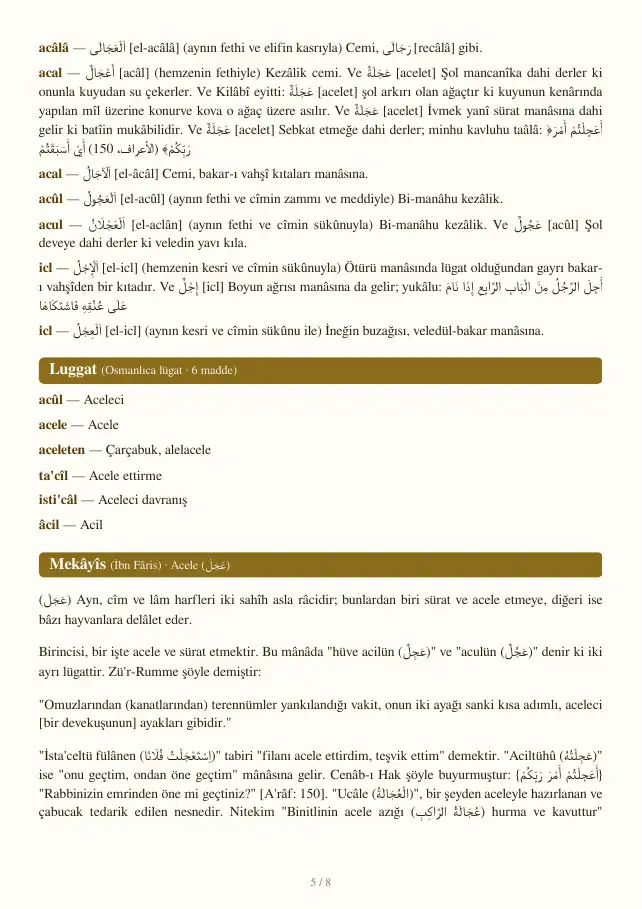 acâlâ — اَلْعَجَالَى [el-acâlâ] (aynın fethi ve elifin kasrıyla) Cemi, رَجَالَى [recâlâ] gibi.
acal — أَعْجَالٌ [acâl] (hemzenin fethiyle) Kezâlik cemi. Ve عَجَلَةٌ [acelet] Şol mancanîka dahi derler ki
onunla kuyudan su çekerler. Ve Kilâbî eyitti: عَجَلَةٌ [acelet] şol arkırı olan ağaçtır ki kuyunun kenârında
yapılan mîl üzerine konurve kova o ağaç üzere asılır. Ve عَجَلَةٌ [acelet] İvmek yanî sürat manâsına dahi
gelir ki batîin mukâbilidir. Ve عَجَلَةٌ [acelet] Sebkat etmeğe dahi derler; minhu kavluhu taâlâ: ﴿أَعَجِلْتُمْ أَمْرَ
رَبِّكُمْ﴾ (الأعراف، 150) أَيْ أَسَبَقْتُمْ
acal — اَلْآجَالُ [el-âcâl] Cemi, bakar-ı vahşî kıtaları manâsına.
acûl — اَلْعَجُولُ [el-acûl] (aynın fethi ve cîmin zammı ve meddiyle) Bi-manâhu kezâlik.
acul — اَلْعَجْلَانُ [el-aclân] (aynın fethi ve cîmin sükûnuyla) Bi-manâhu kezâlik. Ve عَجُولٌ [acûl] Şol
deveye dahi derler ki veledin yavı kıla.
icl — اَلْإِجْلُ [el-icl] (hemzenin kesri ve cîmin sükûnuyla) Ötürü manâsında lügat olduğundan gayrı bakar-
ı vahşîden bir kıtadır. Ve إِجْلٌ [icl] Boyun ağrısı manâsına da gelir; yukâlu: أَجِلَ الرَّجُلُ مِنَ الْبَابِ الرَّابِعِ إِذَا نَامَ
عَلَى عُنُقِهِ فَاشْتَكَاهَا
icl — اَلْعِجْلُ [el-icl] (aynın kesri ve cîmin sükûnu ile) İneğin buzağısı, veledül-bakar manâsına.
Luggat (Osmanlıca lügat · 6 madde)
acûl — Aceleci
acele — Acele
aceleten — Çarçabuk, alelacele
ta'cîl — Acele ettirme
isti'câl — Aceleci davranış
âcil — Acil
Mekâyîs (İbn Fâris) · Acele (عَجَلَ)
(عَجَلَ) Ayn, cîm ve lâm harfleri iki sahîh asla râcidir; bunlardan biri sürat ve acele etmeye, diğeri ise
bâzı hayvanlara delâlet eder.
Birincisi, bir işte acele ve sürat etmektir. Bu mânâda "hüve acilün (عَجِلٌ)" ve "aculün (عَجُلٌ)" denir ki iki
ayrı lügattir. Zü'r-Rumme şöyle demiştir:
"Omuzlarından (kanatlarından) terennümler yankılandığı vakit, onun iki ayağı sanki kısa adımlı, aceleci
[bir devekuşunun] ayakları gibidir."
"İsta'celtü fülânen (اِسْتَعْجَلْتُ فُلَانًا)" tabiri "filanı acele ettirdim, teşvik ettim" demektir. "Aciltühû (عَجِلْتُهُ)"
ise "onu geçtim, ondan öne geçtim" mânâsına gelir. Cenâb-ı Hak şöyle buyurmuştur: {أَعَجِلْتُمْ أَمْرَ رَبِّكُمْ}
"Rabbinizin emrinden öne mi geçtiniz?" [A'râf: 150]. "Ucâle (الْعُجَالَةُ)", bir şeyden aceleyle hazırlanan ve
çabucak tedarik edilen nesnedir. Nitekim "Binitlinin acele azığı (عُجَالَةُ الرَّاكِبِ) hurma ve kavuttur"
5 / 8